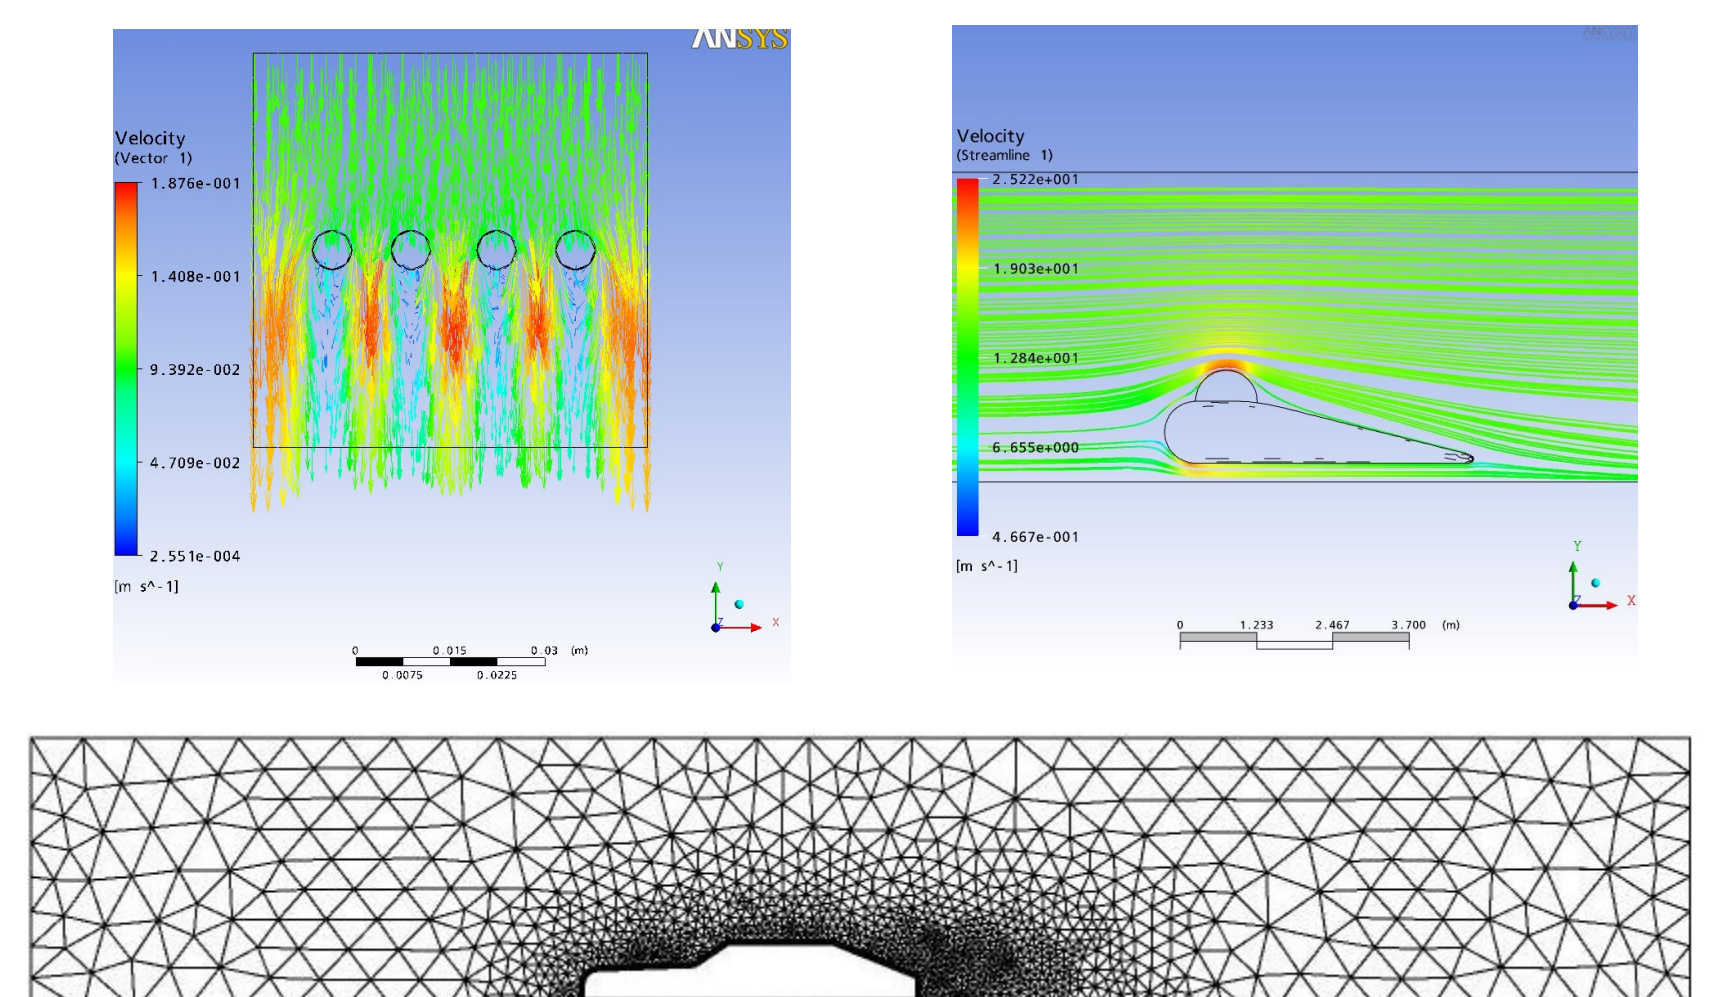 ANSYS
Velocity
(Vector 1)
1.876e-001
1.408e-001
9.392e-002
4.709e-002
2.551e-004
[m s^-1]
Y
Z
X
0 0.015 0.03 (m)
0.0075 0.0225
ANSYS
Velocity
(Streamline 1)
2.522e+001
1.903e+001
1.284e+001
6.655e+000
4.667e-001
[m s^-1]
Y
Z
X
0 1.233 2.467 3.700 (m)